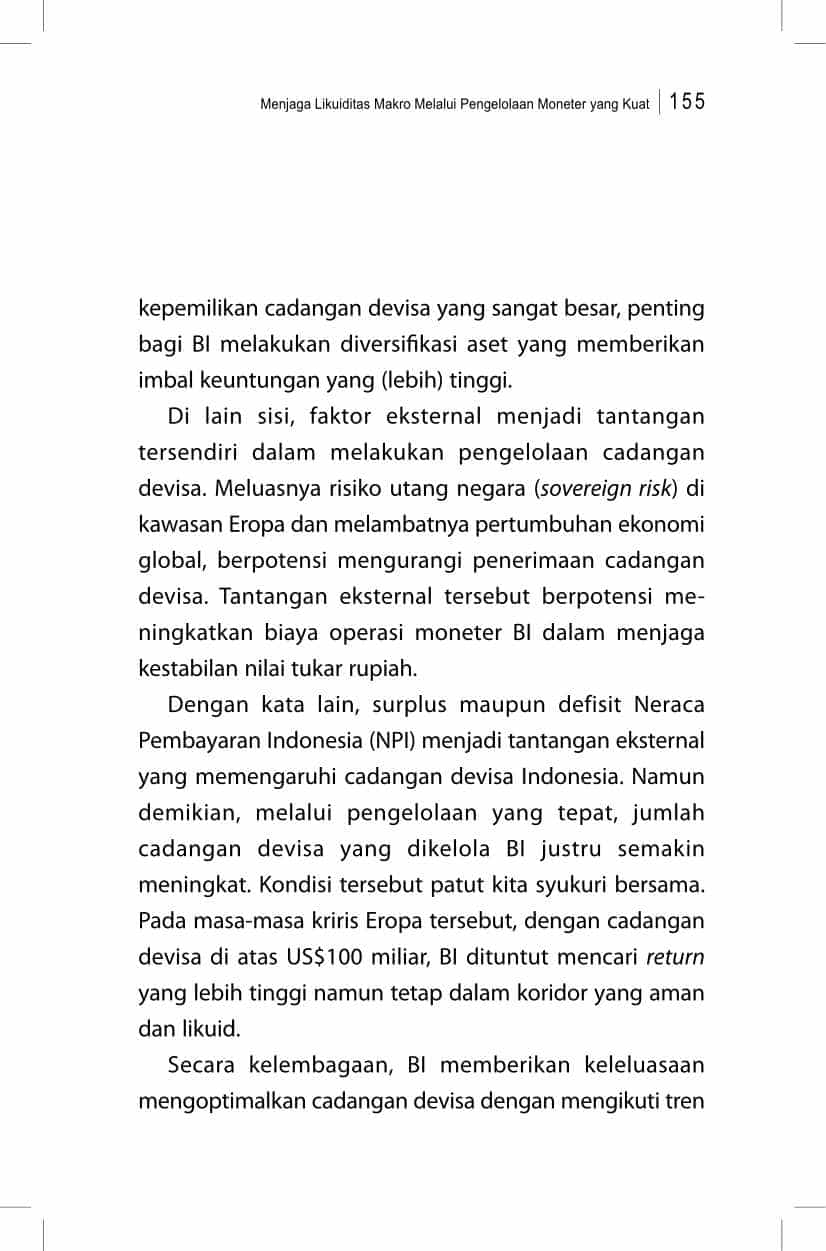 Menjaga Likuiditas Makro Melalui Pengelolaan Moneter yang Kuat | 155
kepemilikan cadangan devisa yang sangat besar, penting
bagi BI melakukan diversifikasi aset yang memberikan
imbal keuntungan yang (lebih) tinggi.
Di lain sisi, faktor eksternal menjadi tantangan
tersendiri dalam melakukan pengelolaan cadangan
devisa. Meluasnya risiko utang negara (sovereign risk) di
kawasan Eropa dan melambatnya pertumbuhan ekonomi
global, berpotensi mengurangi penerimaan cadangan
devisa. Tantangan eksternal tersebut berpotensi me-
ningkatkan biaya operasi moneter BI dalam menjaga
kestabilan nilai tukar rupiah.
Dengan kata lain, surplus maupun defisit Neraca
Pembayaran Indonesia (NPI) menjadi tantangan eksternal
yang memengaruhi cadangan devisa Indonesia. Namun
demikian, melalui pengelolaan yang tepat, jumlah
cadangan devisa yang dikelola BI justru semakin
meningkat. Kondisi tersebut patut kita syukuri bersama.
Pada masa-masa kriris Eropa tersebut, dengan cadangan
devisa di atas US$100 miliar, BI dituntut mencari return
yang lebih tinggi namun tetap dalam koridor yang aman
dan likuid.
Secara kelembagaan, BI memberikan keleluasaan
mengoptimalkan cadangan devisa dengan mengikuti tren